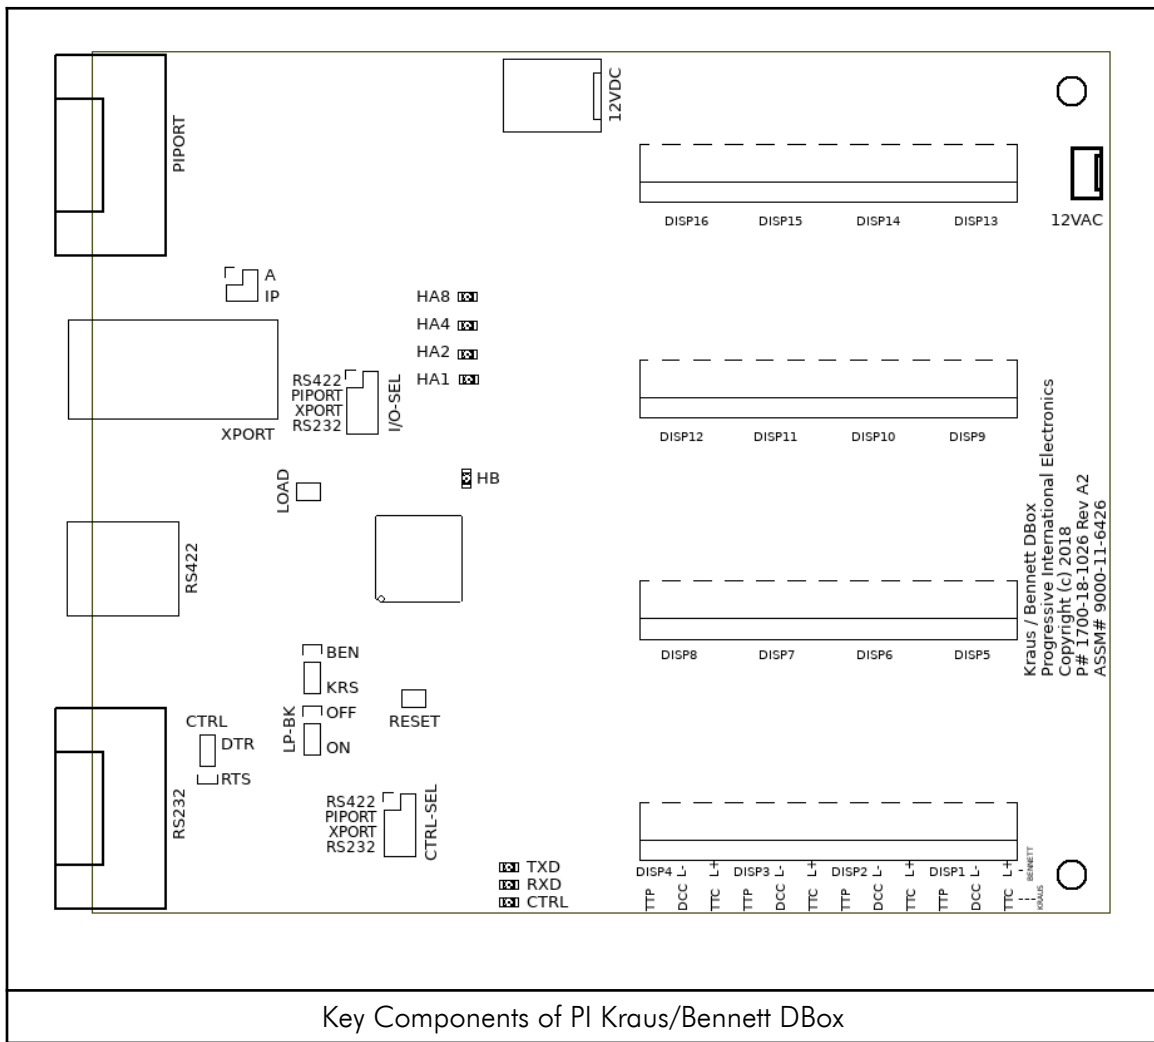 12VDC
PIPORT
DISP16 DISP15 DISP14 DISP13
12VAC
A
IP
HA8
HA4
HA2
HA1
RS422
PIPORT
XPORT
RS232
I/O-SEL
XPORT
DISP12 DISP11 DISP10 DISP9
LOAD
HB
RS422
Kraus / Bennett DBox
Progressive International Electronics
Copyright (c) 2018
P# 1700-18-1026 Rev A2
ASSM# 9000-11-6426
DISP8 DISP7 DISP6 DISP5
BEN
KRS
LP-BK
OFF
ON
RESET
CTRL
DTR
RTS
RS232
RS422
PIPORT
XPORT
RS232
CTRL-SEL
TXD
RXD
CTRL
DISP4 L- L+ DISP3 L- L+ DISP2 L- L+ DISP1 L- L+ - BENNETT
TTP DCC TTC TTP DCC TTC TTP DCC TTC TTP DCC TTC --- KRAUS
Key Components of PI Kraus/Bennett DBox